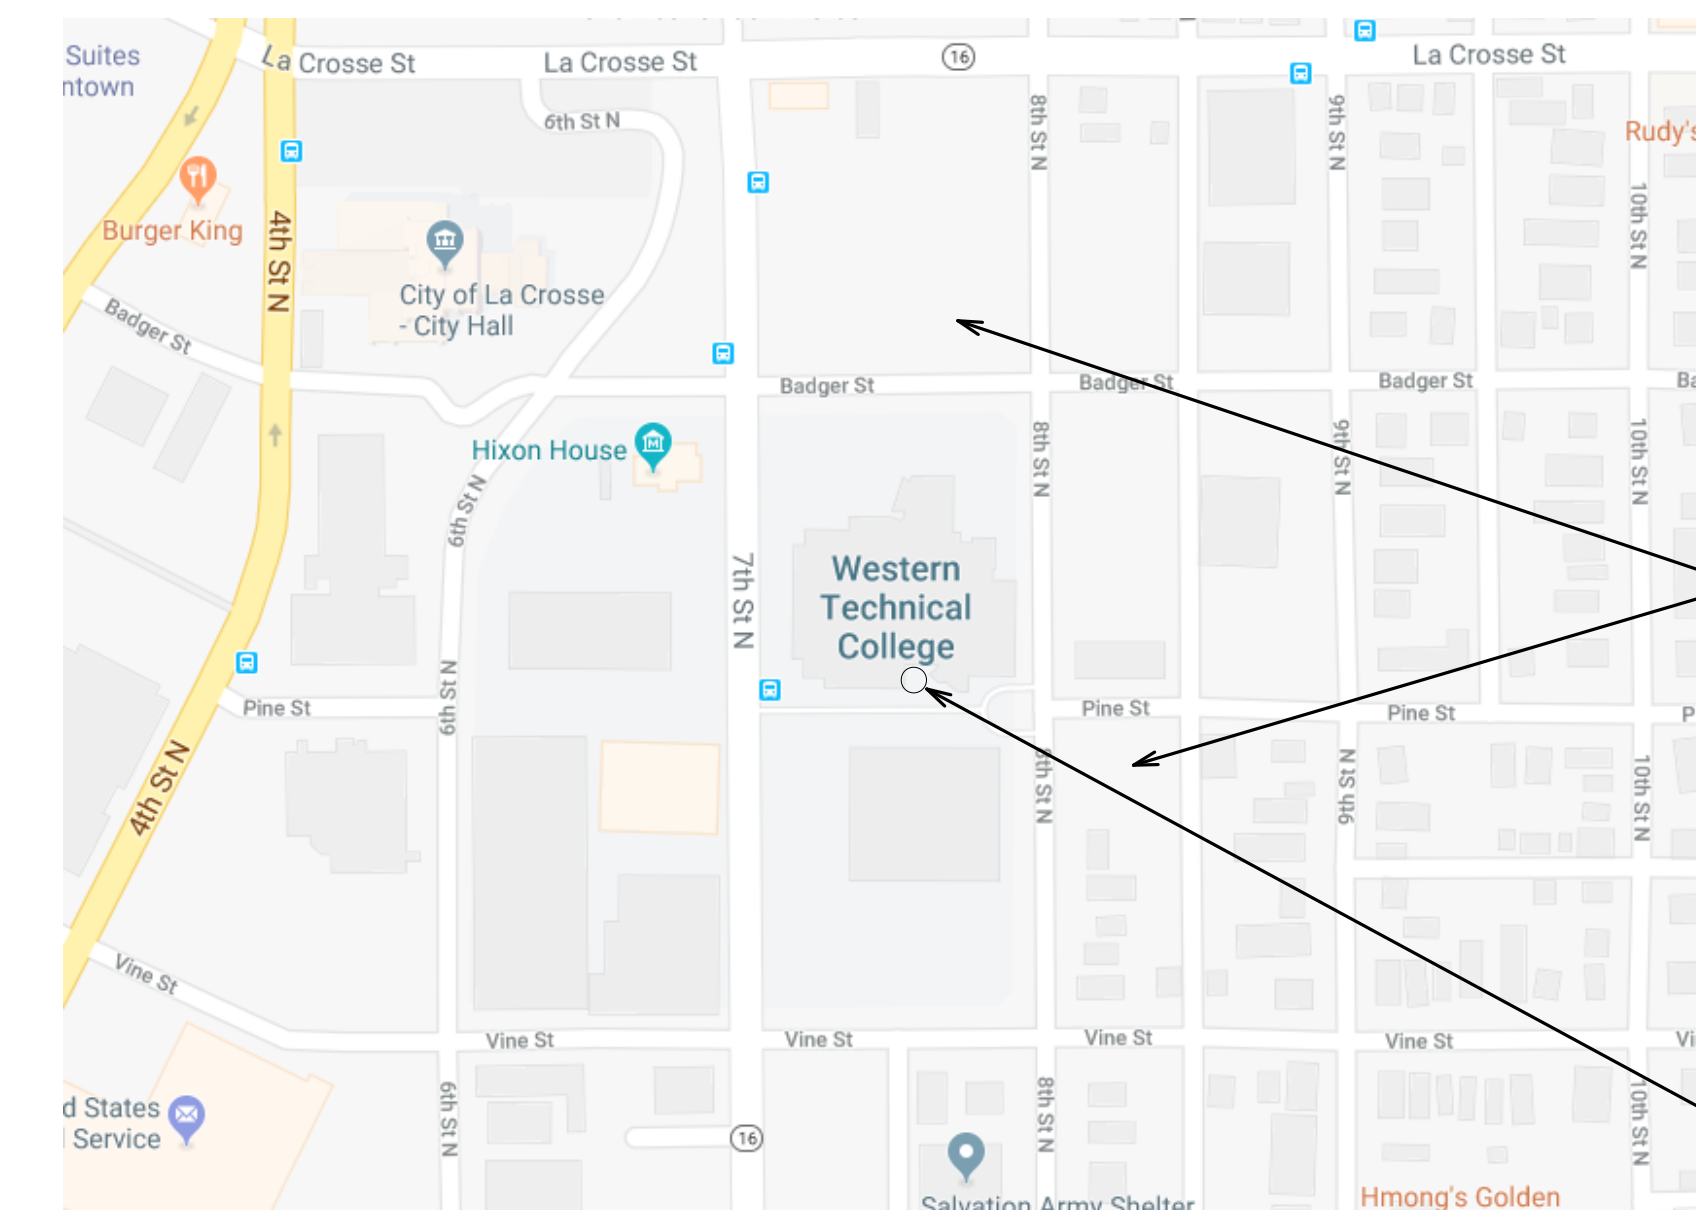 Suites
ntown
La Crosse St
La Crosse St
16
La Crosse St
6th St N
8th St N
9th St N
Rudy's
Burger King
4th St N
10th St N
City of La Crosse
- City Hall
Badger St
Badger St
Badger St
Badger St
Ba
Hixon House
6th St N
8th St N
9th St N
10th St N
7th St N
Western
Technical
College
6th St N
Pine St
Pine St
Pine St
P
4th St N
8th St N
9th St N
10th St N
Vine St
Vine St
Vine St
Vine St
Vine St
Vi
d States
l Service
6th St N
16
8th St N
10th St N
Salvation Army Shelter
Hmong's Golden